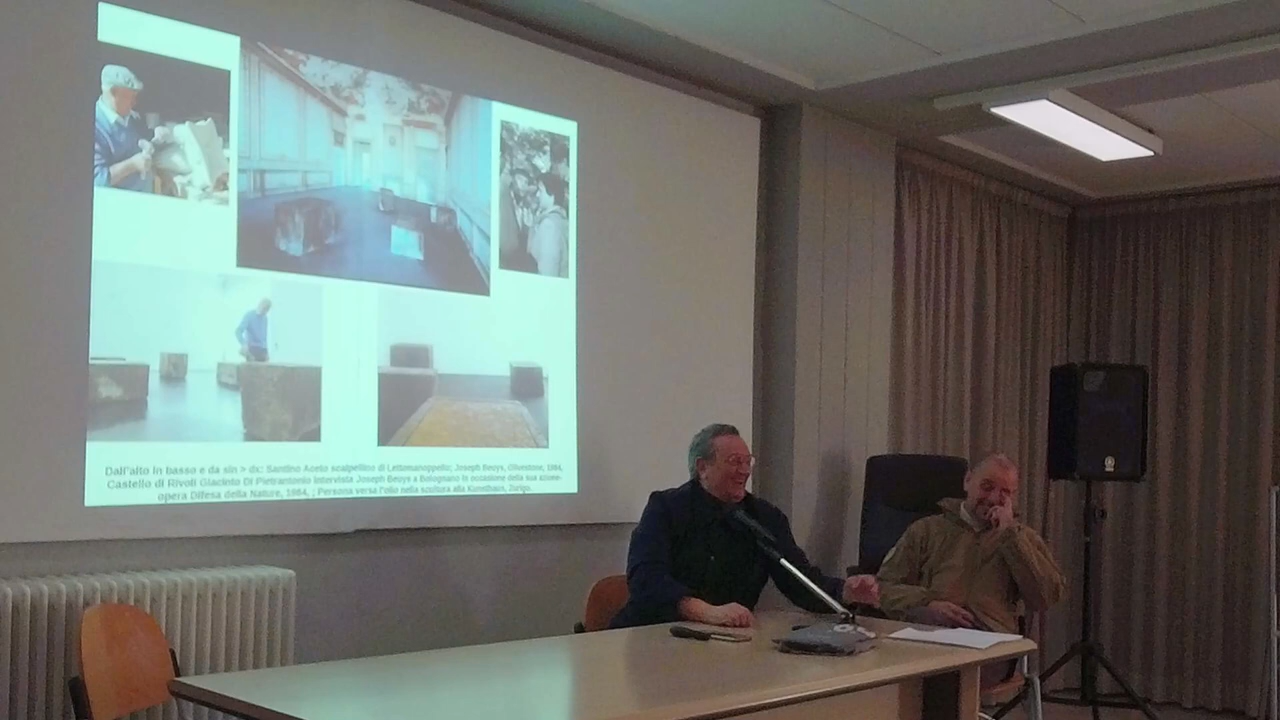 Dall'alto in basso e da sin > dx: Santino Aceto scalpellino di Lettomanoppello; Joseph Beuys, Olivestone, 1984,
Castello di Rivoli Giacinto Di Pietrantonio intervista Joseph Beuys a Bolognano in occasione della sua azione-
opera Difesa della Nature, 1984, ; Persona versa l'olio nella scultura alla Kunsthaus, Zurigo.